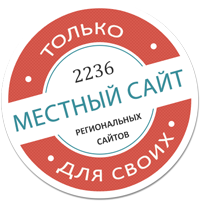 ТОЛЬКО
2236
МЕСТНЫЙ САЙТ
РЕГИОНАЛЬНЫХ
САЙТОВ
ДЛЯ СВОИХ